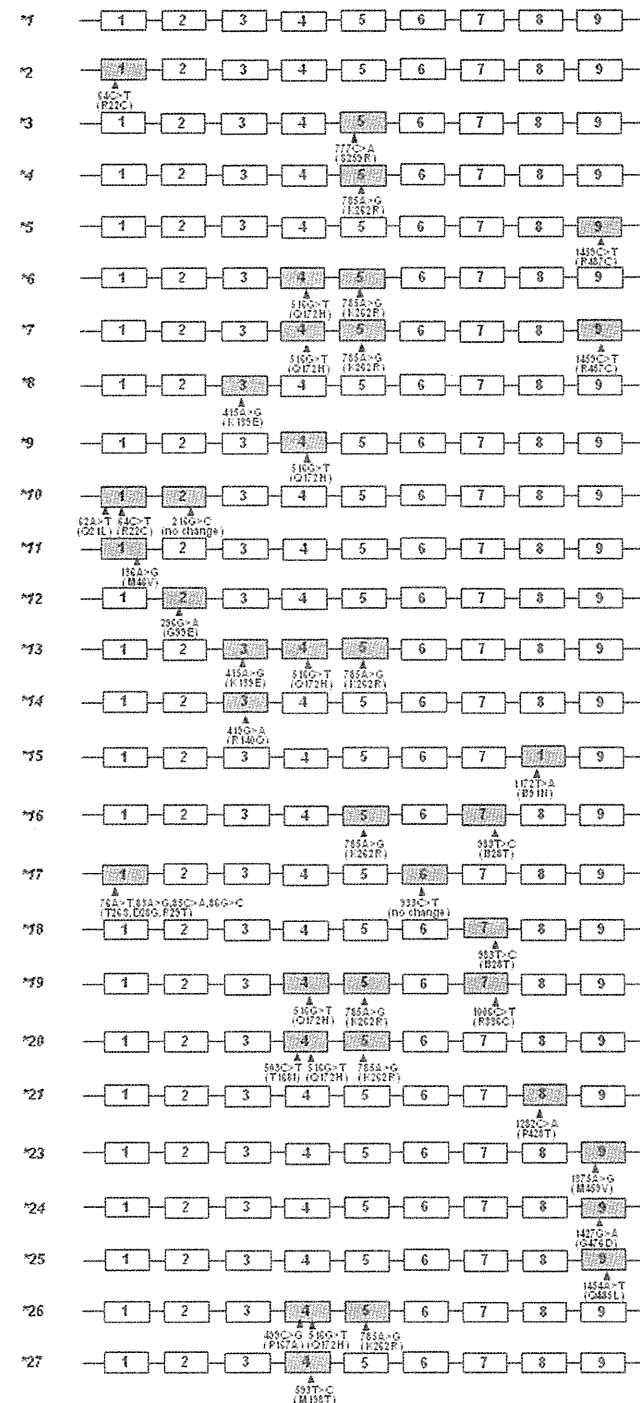 *1 1 2 3 4 5 6 7 8 9
*2 1 2 3 4 5 6 7 8 9
64C>T
(R22C)
*3 1 2 3 4 5 6 7 8 9
777C>A
(S259R)
*4 1 2 3 4 5 6 7 8 9
785A>G
(K262R)
*5 1 2 3 4 5 6 7 8 9
1459C>T
(R487C)
*6 1 2 3 4 5 6 7 8 9
516G>T 785A>G
(Q172H) (K262R)
*7 1 2 3 4 5 6 7 8 9
516G>T 785A>G 1459C>T
(Q172H) (K262R) (R487C)
*8 1 2 3 4 5 6 7 8 9
415A>G
(K139E)
*9 1 2 3 4 5 6 7 8 9
516G>T
(Q172H)
*10 1 2 3 4 5 6 7 8 9
62A>T 64C>T 216G>C
(Q21L) (R22C) (no change)
*11 1 2 3 4 5 6 7 8 9
136A>G
(M46V)
*12 1 2 3 4 5 6 7 8 9
296G>A
(G99E)
*13 1 2 3 4 5 6 7 8 9
415A>G 516G>T 785A>G
(K139E) (Q172H) (K262R)
*14 1 2 3 4 5 6 7 8 9
419G>A
(R140Q)
*15 1 2 3 4 5 6 7 1 9
1172T>A
(I391N)
*16 1 2 3 4 5 6 7 8 9
785A>G 983T>C
(K262R) (I328T)
*17 1 2 3 4 5 6 7 8 9
76A>T,83A>G,85C>A,86G>C 933C>T
(T26S,D28G,R29T) (no change)
*18 1 2 3 4 5 6 7 8 9
983T>C
(I328T)
*19 1 2 3 4 5 6 7 8 9
516G>T 785A>G 1006C>T
(Q172H) (K262R) (R336C)
*20 1 2 3 4 5 6 7 8 9
503C>T 516G>T 785A>G
(T168I) (Q172H) (K262R)
*21 1 2 3 4 5 6 7 8 9
1282C>A
(P428T)
*23 1 2 3 4 5 6 7 8 9
1375A>G
(M459V)
*24 1 2 3 4 5 6 7 8 9
1427G>A
(G476D)
*25 1 2 3 4 5 6 7 8 9
1454A>T
(Q485L)
*26 1 2 3 4 5 6 7 8 9
499C>G 516G>T 785A>G
(P167A) (Q172H) (K262R)
*27 1 2 3 4 5 6 7 8 9
593T>C
(M198T)